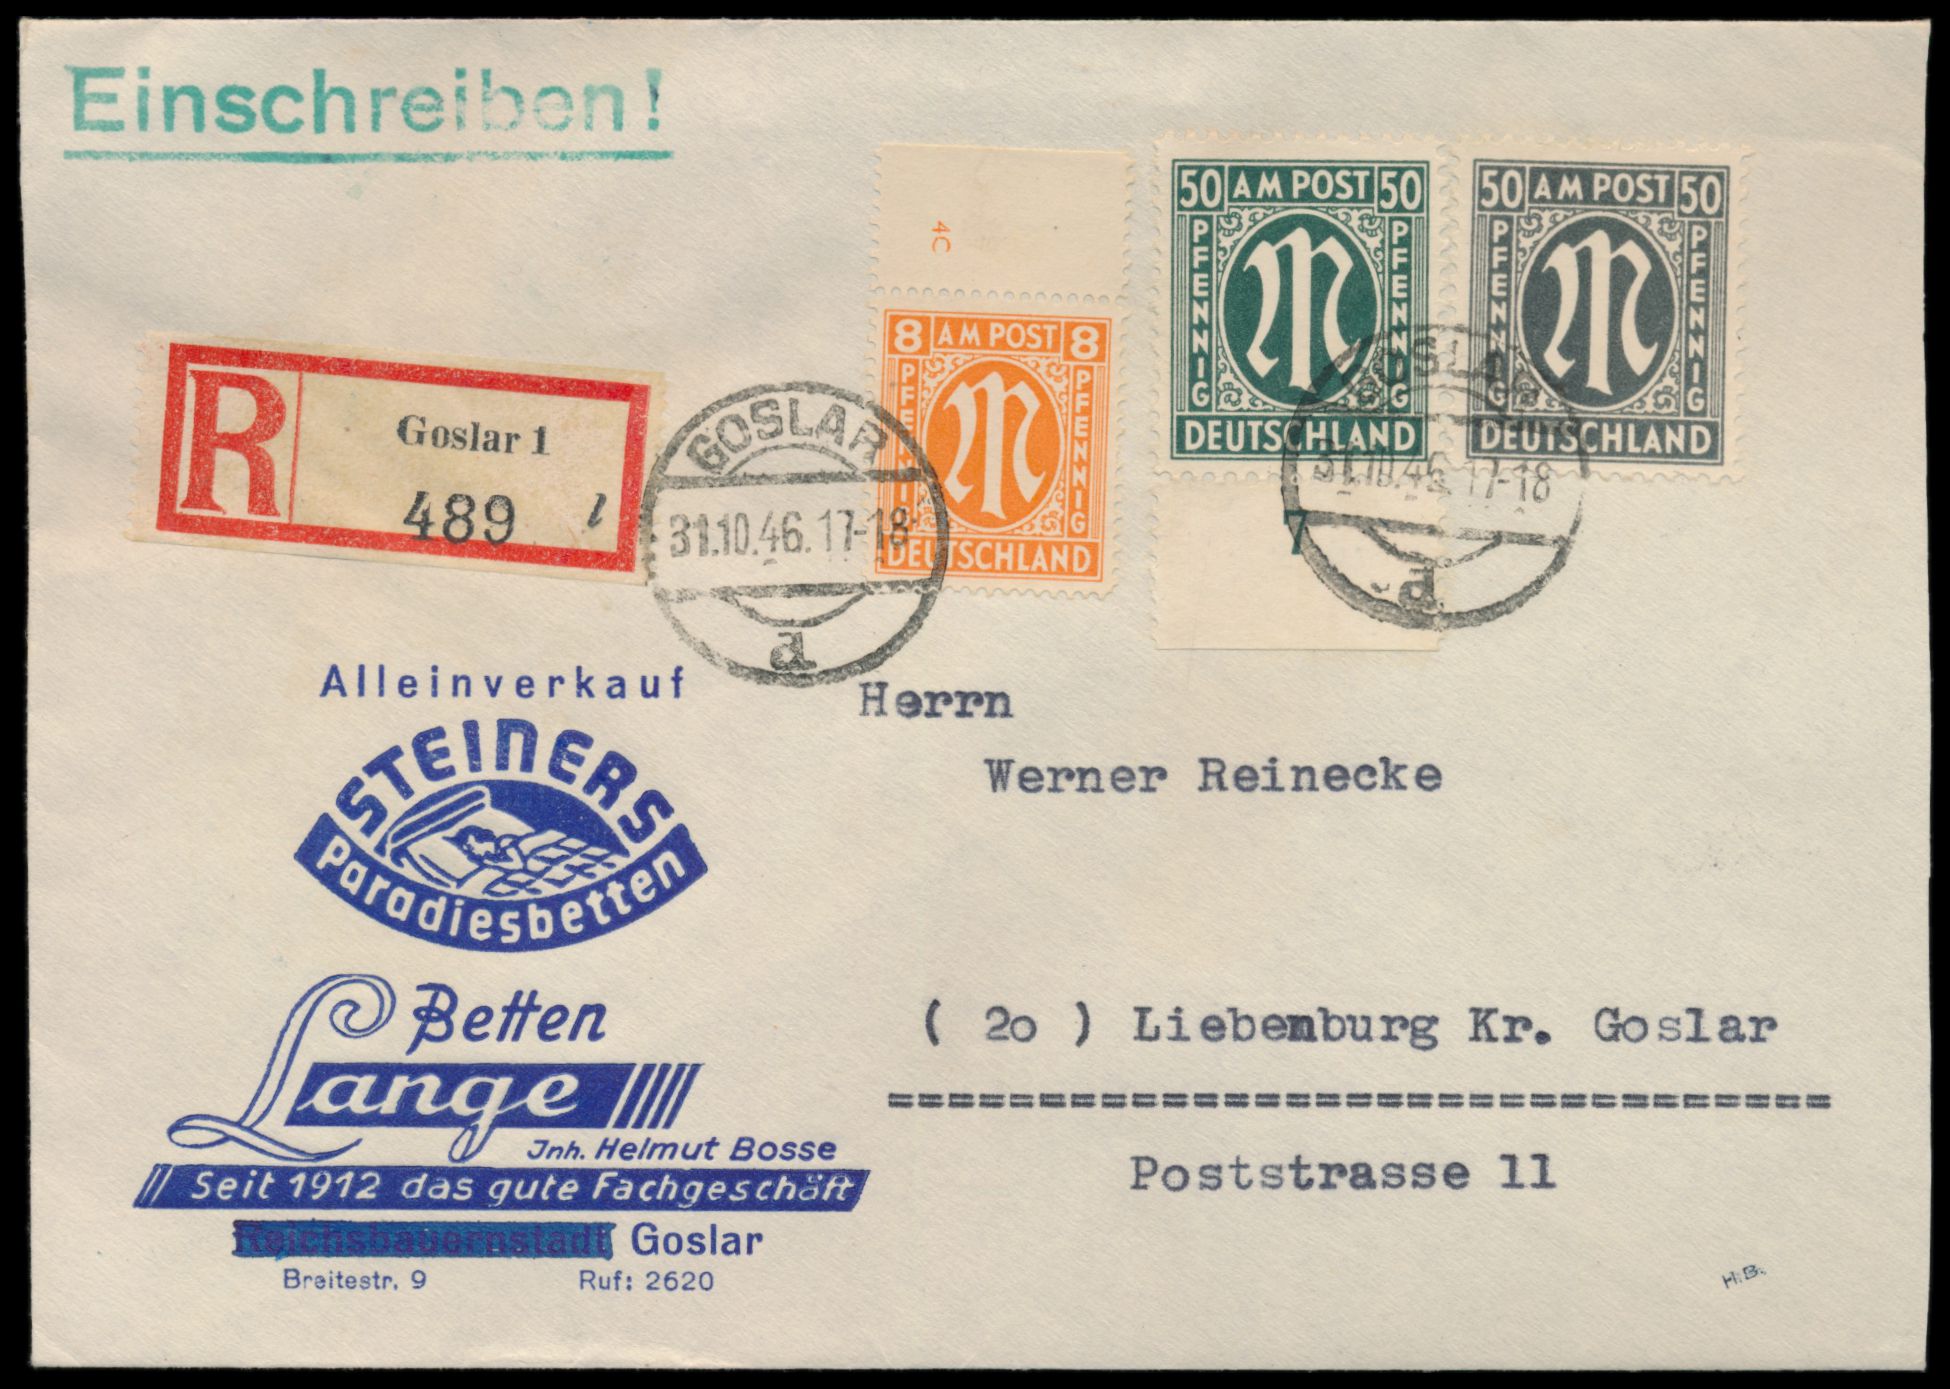 Einschreiben!
4C
50 AM POST 50
PFENNIG PFENNIG
DEUTSCHLAND
50 AM POST 50
PFENNIG PFENNIG
DEUTSCHLAND
8 AM POST 8
PFENNIG PFENNIG
DEUTSCHLAND
R
Goslar 1
489 l
GOSLAR
31.10.46.17-18
d
GOSLAR
31.10.46.17-18
d
7
Alleinverkauf
STEINERS
Paradiesbetten
Betten
Lange
Jnh. Helmut Bosse
Seit 1912 das gute Fachgeschäft
Reichsbauernstadt Goslar
Breitestr. 9 Ruf: 2620
Herrn
Werner Reinecke
( 20 ) Liebenburg Kr. Goslar
===============================
Poststrasse 11
H.B.